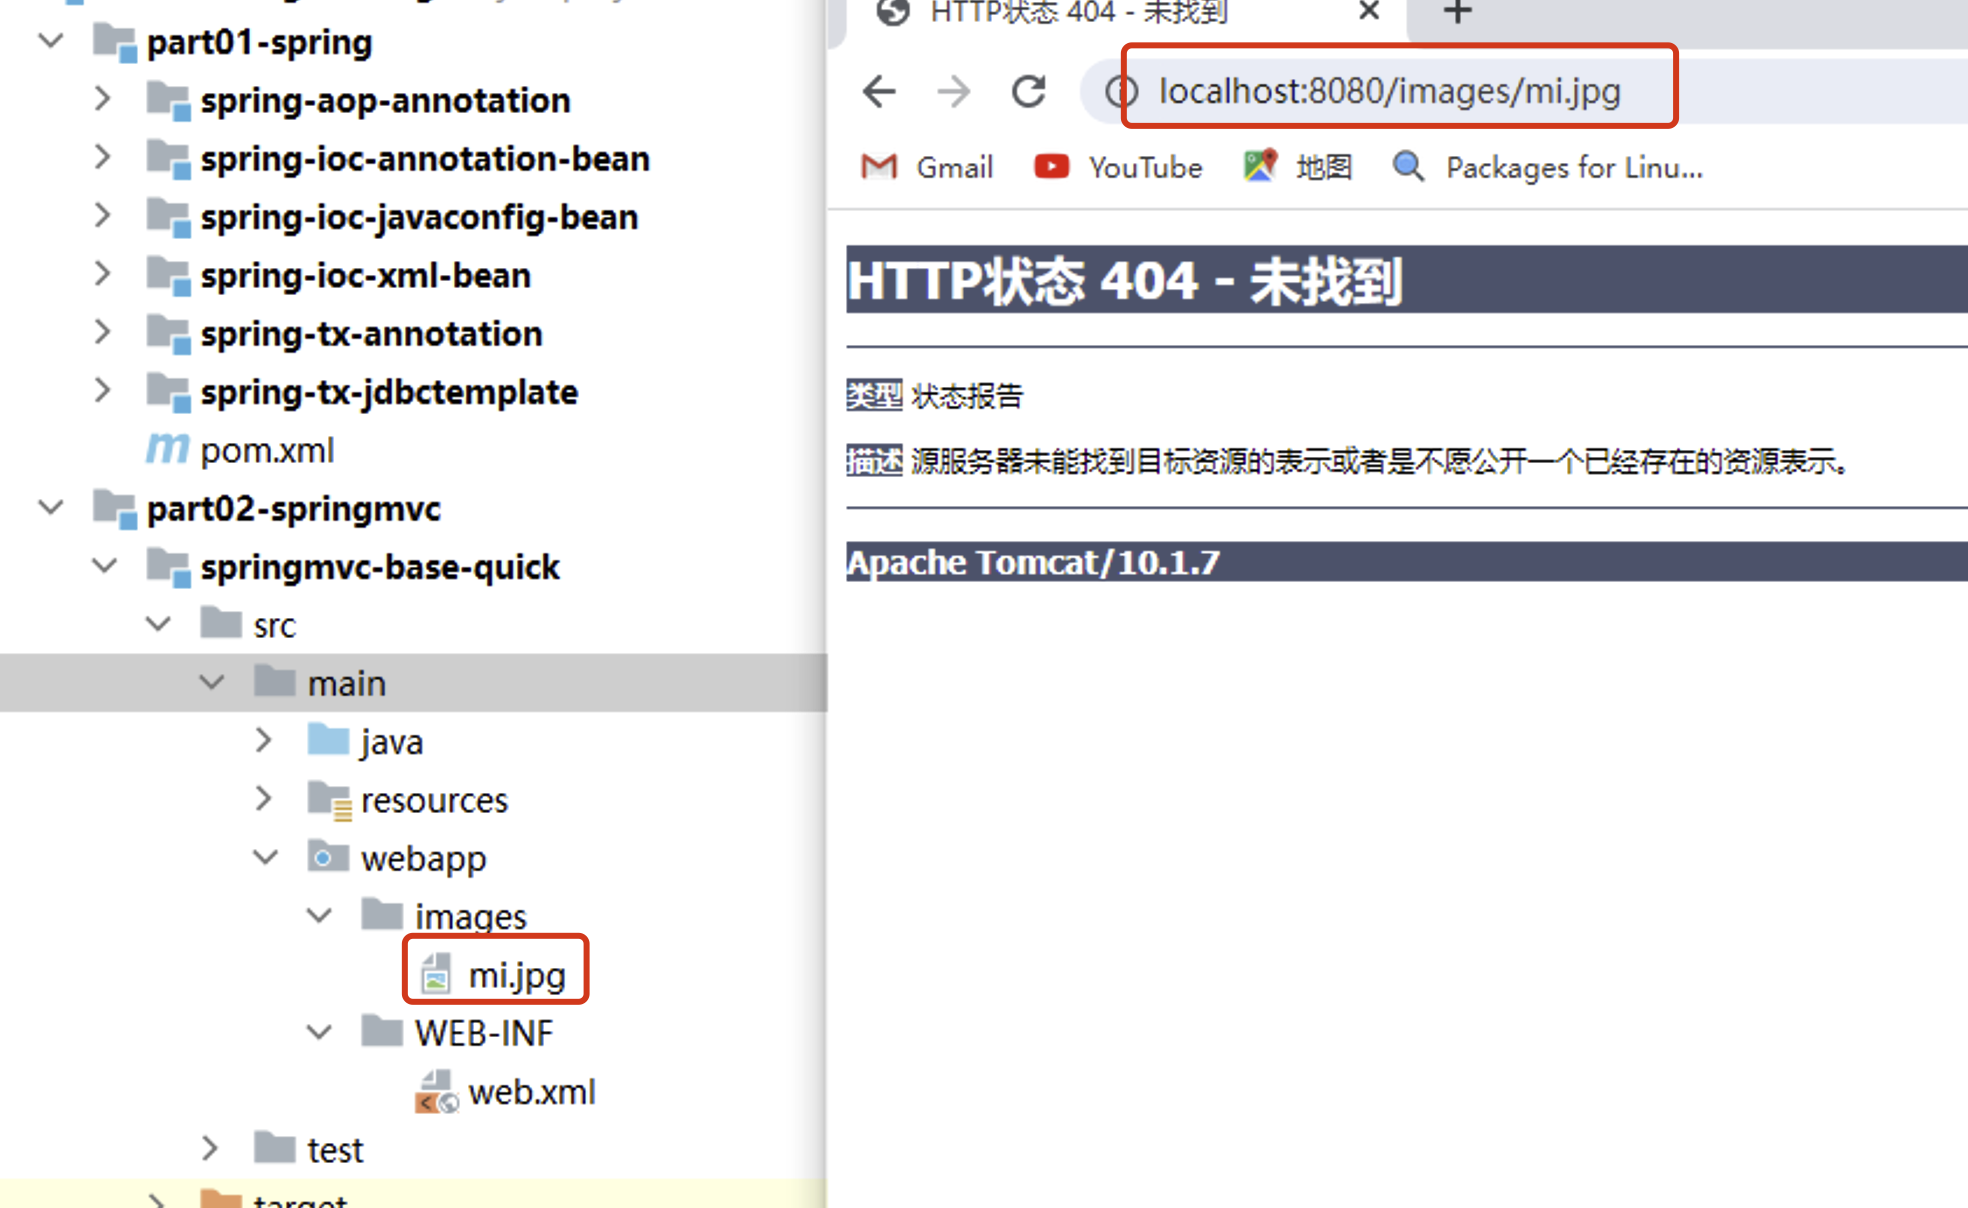 part01-spring
spring-aop-annotation
spring-ioc-annotation-bean
spring-ioc-javaconfig-bean
spring-ioc-xml-bean
spring-tx-annotation
spring-tx-jdbctemplate
m pom.xml
part02-springmvc
springmvc-base-quick
src
main
java
resources
webapp
images
mi.jpg
WEB-INF
web.xml
test
target
HTTP状态 404 - 未找到
localhost:8080/images/mi.jpg
Gmail YouTube 地图 Packages for Linu...
HTTP状态 404 - 未找到
类型 状态报告
描述 源服务器未能找到目标资源的表示或者是不愿公开一个已经存在的资源表示。
Apache Tomcat/10.1.7